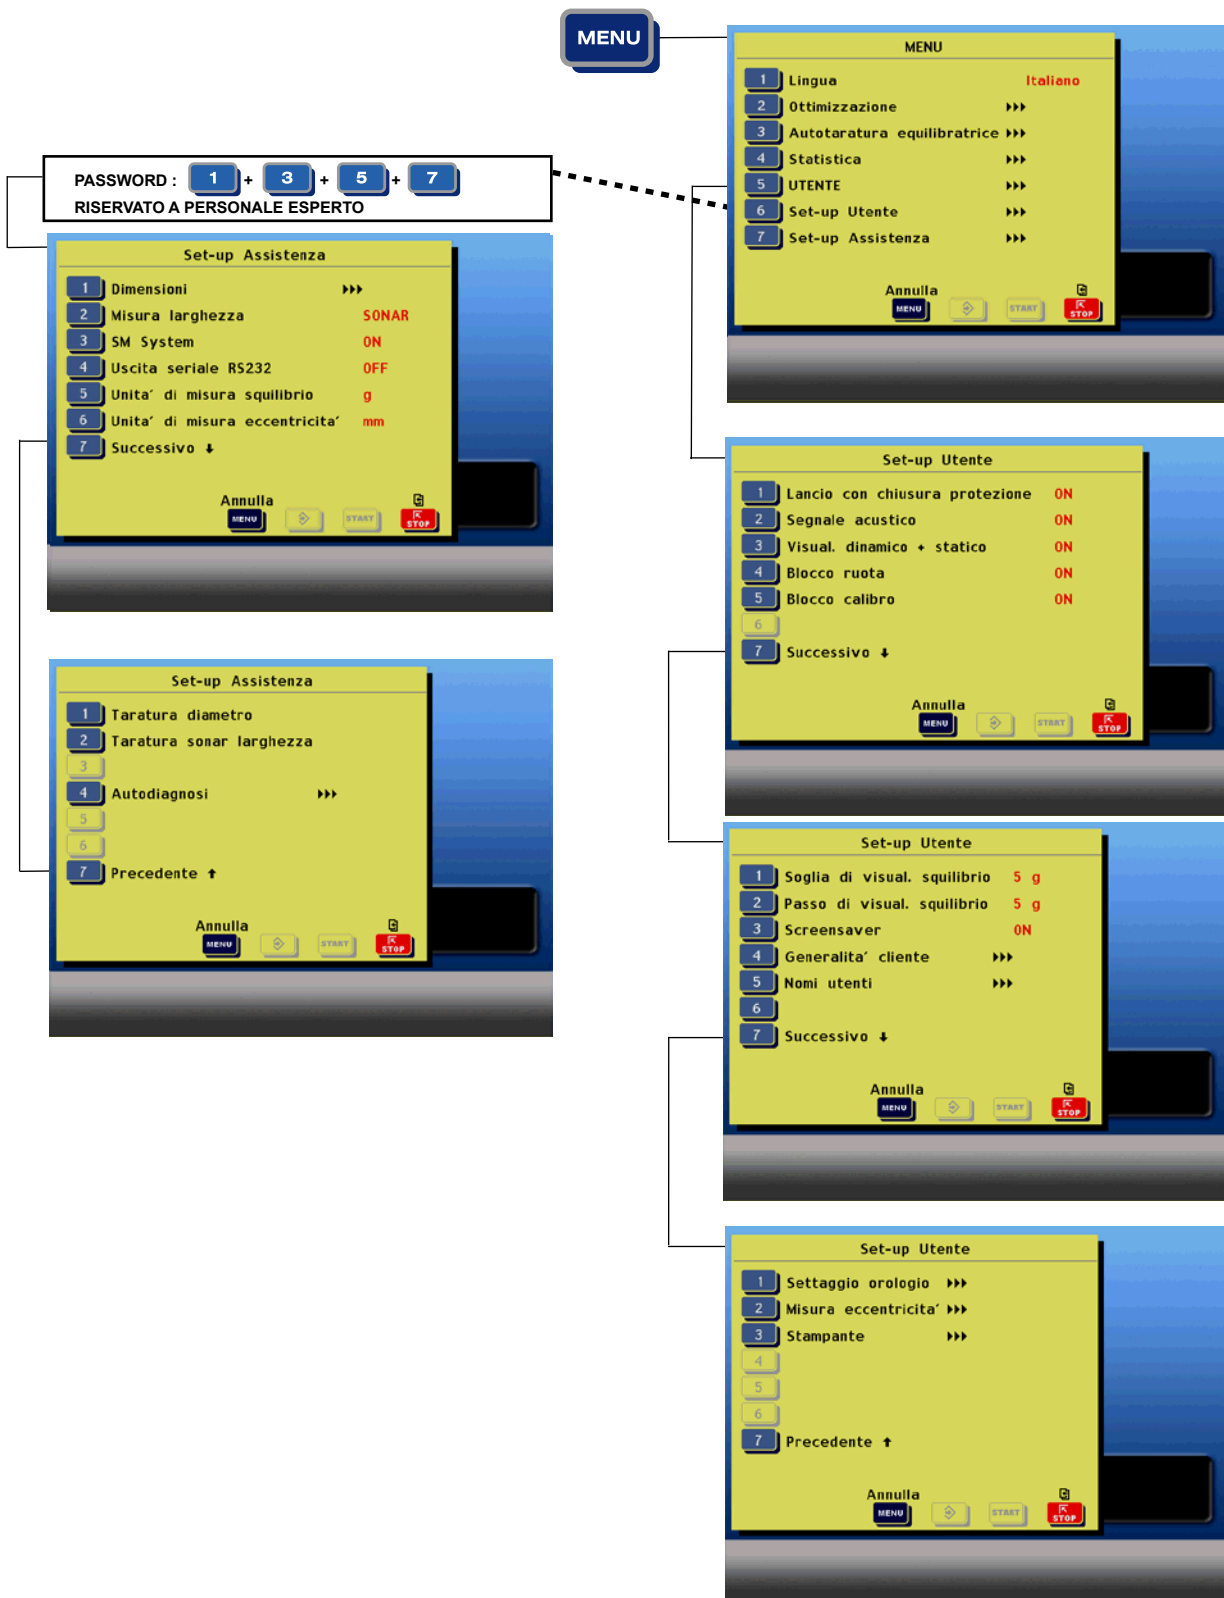 MENU
MENU
1 Lingua Italiano
2 Ottimizzazione
3 Autotaratura equilibratrice
4 Statistica
5 UTENTE
6 Set-up Utente
7 Set-up Assistenza
Annulla
MENU START STOP
PASSWORD : 1 + 3 + 5 + 7
RISERVATO A PERSONALE ESPERTO
Set-up Assistenza
1 Dimensioni
2 Misura larghezza SONAR
3 SM System ON
4 Uscita seriale RS232 OFF
5 Unita' di misura squilibrio g
6 Unita' di misura eccentricita' mm
7 Successivo
Annulla
MENU START STOP
Set-up Assistenza
1 Taratura diametro
2 Taratura sonar larghezza
3
4 Autodiagnosi
5
6
7 Precedente
Annulla
MENU START STOP
Set-up Utente
1 Lancio con chiusura protezione ON
2 Segnale acustico ON
3 Visual. dinamico + statico ON
4 Blocco ruota ON
5 Blocco calibro ON
6
7 Successivo
Annulla
MENU START STOP
Set-up Utente
1 Soglia di visual. squilibrio 5 g
2 Passo di visual. squilibrio 5 g
3 Screensaver ON
4 Generalita' cliente
5 Nomi utenti
6
7 Successivo
Annulla
MENU START STOP
Set-up Utente
1 Settaggio orologio
2 Misura eccentricita'
3 Stampante
4
5
6
7 Precedente
Annulla
MENU START STOP